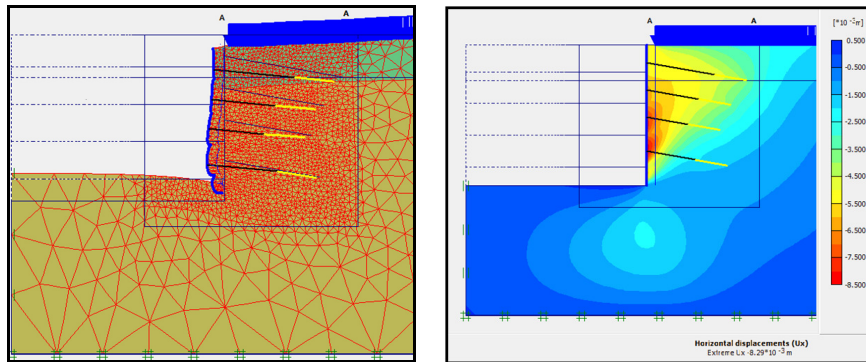 A
A
A
A
[*10 -3m]
0.500
-0.500
-1.500
-2.500
-3.500
-4.500
-5.500
-6.500
-7.500
-8.500
Horizontal displacements (Ux)
Extreme Ux -8.29*10 -3 m